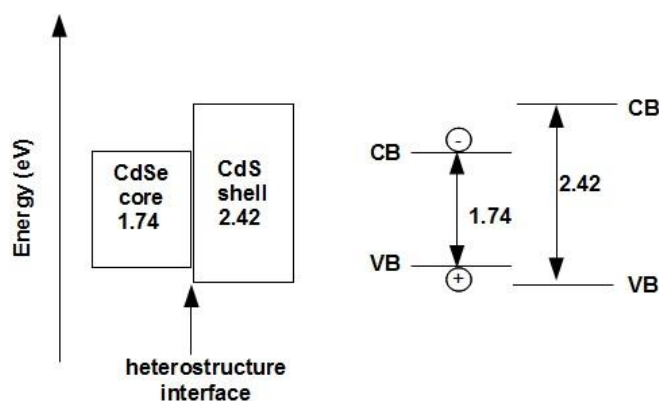 Energy (eV)
CdSe
core
1.74
CdS
shell
2.42
heterostructure
interface
CB
-
1.74
VB
+
CB
2.42
VB